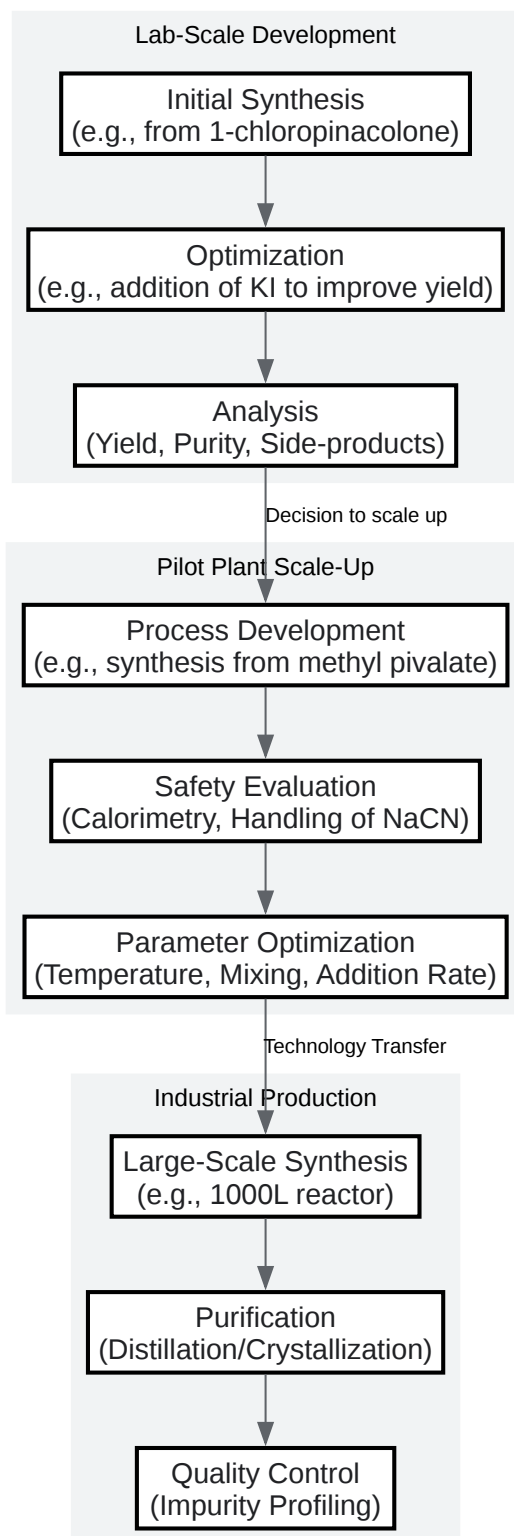 Lab-Scale Development
Initial Synthesis
(e.g., from 1-chloropinacolone)
Optimization
(e.g., addition of KI to improve yield)
Analysis
(Yield, Purity, Side-products)
Decision to scale up
Pilot Plant Scale-Up
Process Development
(e.g., synthesis from methyl pivalate)
Safety Evaluation
(Calorimetry, Handling of NaCN)
Parameter Optimization
(Temperature, Mixing, Addition Rate)
Technology Transfer
Industrial Production
Large-Scale Synthesis
(e.g., 1000L reactor)
Purification
(Distillation/Crystallization)
Quality Control
(Impurity Profiling)